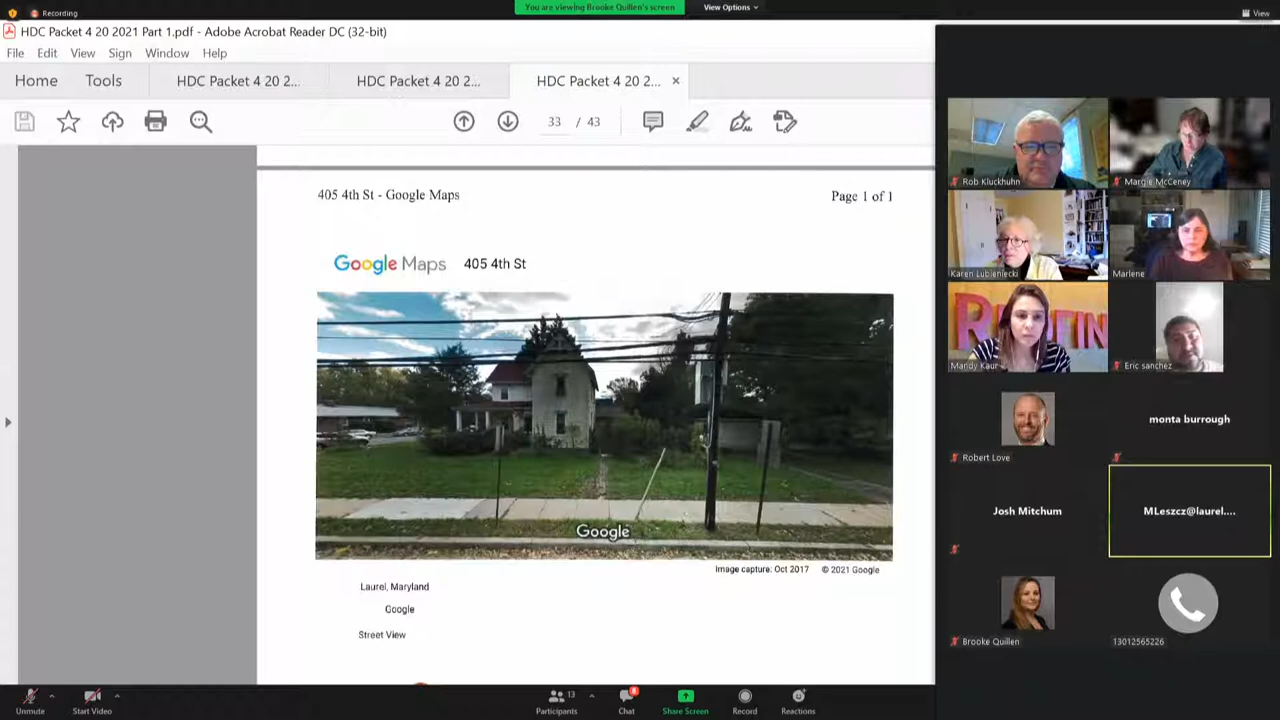 Recording
You are viewing Brooke Quillen's screen
View Options
View
HDC Packet 4 20 2021 Part 1.pdf - Adobe Acrobat Reader DC (32-bit)
File Edit View Sign Window Help
Home Tools HDC Packet 4 20 2... HDC Packet 4 20 2... HDC Packet 4 20 2... ×
33 / 43
405 4th St - Google Maps
Page 1 of 1
Google Maps 405 4th St
Google
Image capture: Oct 2017 © 2021 Google
Laurel, Maryland
Google
Street View
Rob Kluckhuhn
Margie McCeney
Karen Lubieniecki
Marlene
Mandy Kaur
Eric sanchez
Robert Love
monta burrough
Josh Mitchum
MLeszcz@laurel....
Brooke Quillen
13012565226
Unmute
Start Video
13
Participants
8
Chat
Share Screen
Record
Reactions